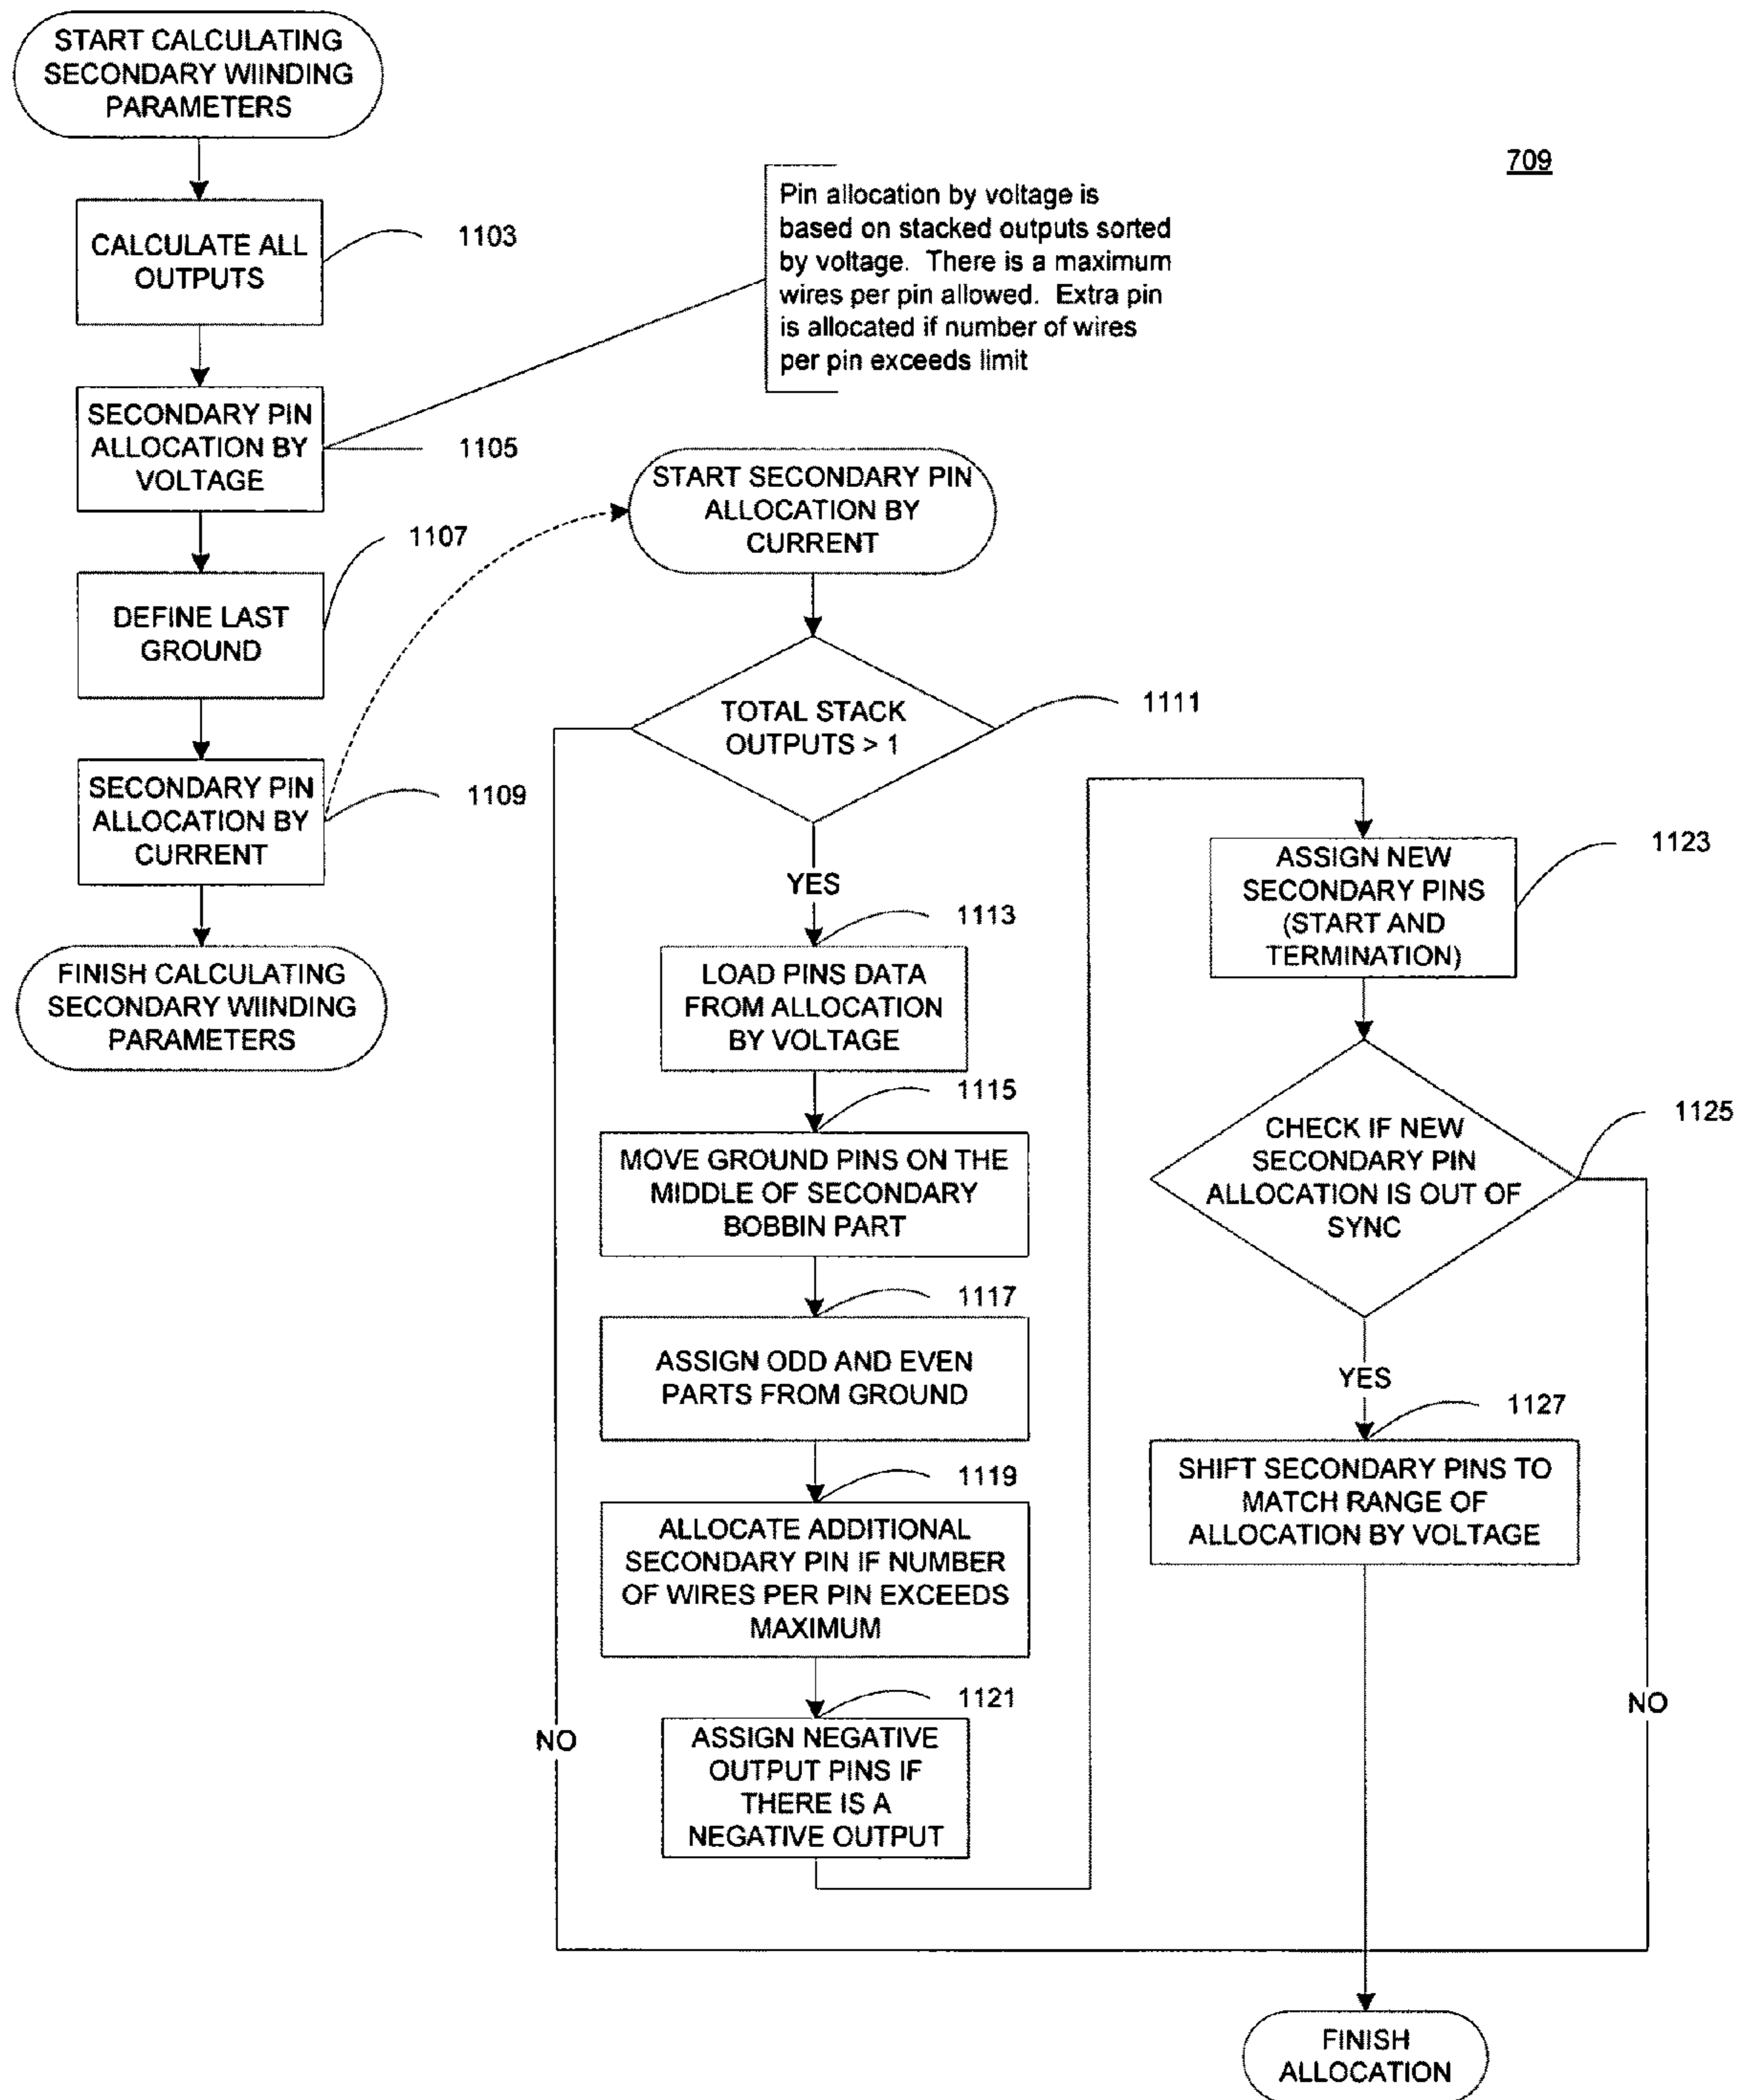 START CALCULATING
SECONDARY WIINDING
PARAMETERS
709
CALCULATE ALL
OUTPUTS
1103
Pin allocation by voltage is
based on stacked outputs sorted
by voltage. There is a maximum
wires per pin allowed. Extra pin
is allocated if number of wires
per pin exceeds limit
SECONDARY PIN
ALLOCATION BY
VOLTAGE
1105
DEFINE LAST
GROUND
1107
SECONDARY PIN
ALLOCATION BY
CURRENT
1109
FINISH CALCULATING
SECONDARY WIINDING
PARAMETERS
START SECONDARY PIN
ALLOCATION BY
CURRENT
TOTAL STACK
OUTPUTS > 1
1111
YES
1113
LOAD PINS DATA
FROM ALLOCATION
BY VOLTAGE
1115
MOVE GROUND PINS ON THE
MIDDLE OF SECONDARY
BOBBIN PART
1117
ASSIGN ODD AND EVEN
PARTS FROM GROUND
1119
ALLOCATE ADDITIONAL
SECONDARY PIN IF NUMBER
OF WIRES PER PIN EXCEEDS
MAXIMUM
1121
ASSIGN NEGATIVE
OUTPUT PINS IF
THERE IS A
NEGATIVE OUTPUT
NO
ASSIGN NEW
SECONDARY PINS
(START AND
TERMINATION)
1123
CHECK IF NEW
SECONDARY PIN
ALLOCATION IS OUT OF
SYNC
1125
YES
1127
SHIFT SECONDARY PINS TO
MATCH RANGE OF
ALLOCATION BY VOLTAGE
NO
FINISH
ALLOCATION